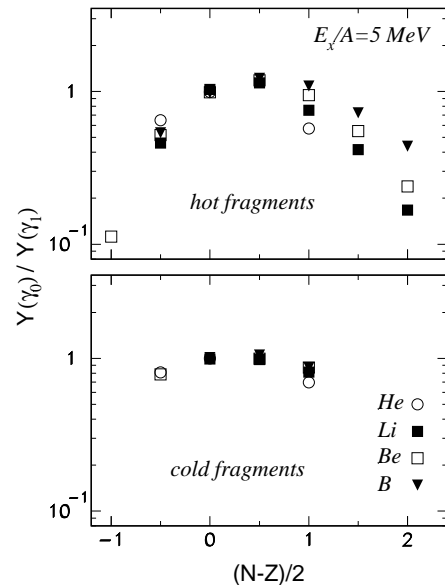 E_x/A=5 MeV
1
hot fragments
10⁻¹
Y(γ₀)/ Y(γ₁)
1
He
Li
Be
B
cold fragments
10⁻¹
−1 0 1 2
(N-Z)/2